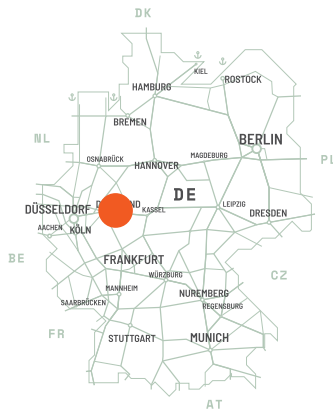 DK
KIEL
ROSTOCK
HAMBURG
BREMEN
NL
BERLIN
OSNABRÜCK
HANNOVER
MAGDEBURG
PL
DE
DÜSSELDORF
KASSEL
LEIPZIG
DRESDEN
AACHEN
KÖLN
BE
FRANKFURT
CZ
WÜRZBURG
MANNHEIM
NUREMBERG
SAARBRÜCKEN
REGENSBURG
FR
STUTTGART
MUNICH
AT